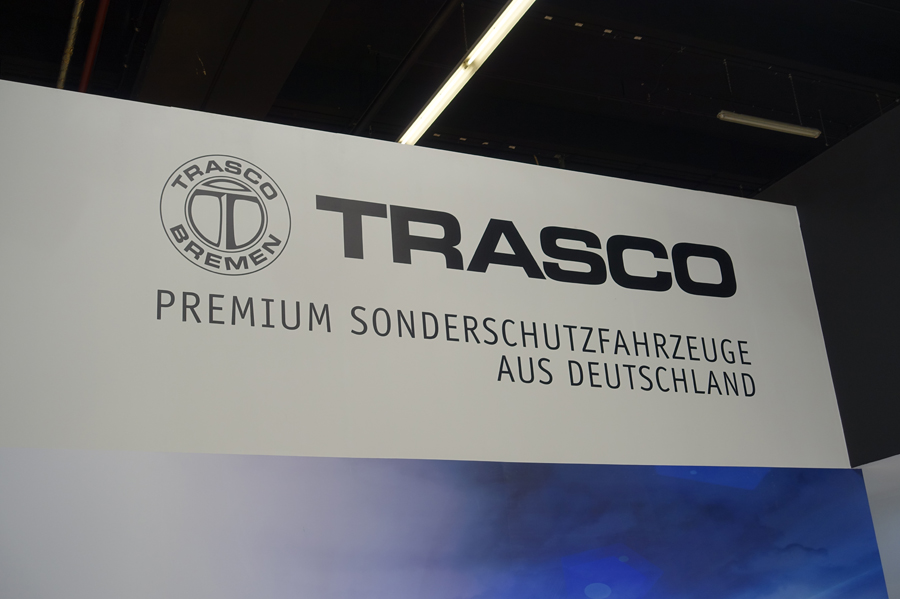 TRASCO
BREMEN
TRASCO
PREMIUM SONDERSCHUTZFAHRZEUGE
AUS DEUTSCHLAND